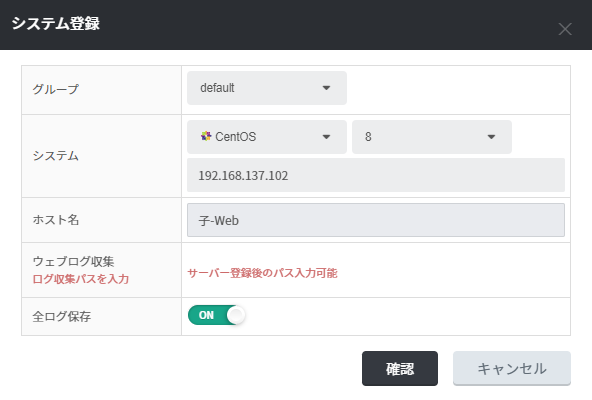 システム登録
グループ
default
システム
CentOS
8
192.168.137.102
ホスト名
子-Web
ウェブログ収集
ログ収集パスを入力
サーバー登録後のパス入力可能
全ログ保存
ON
確認
キャンセル